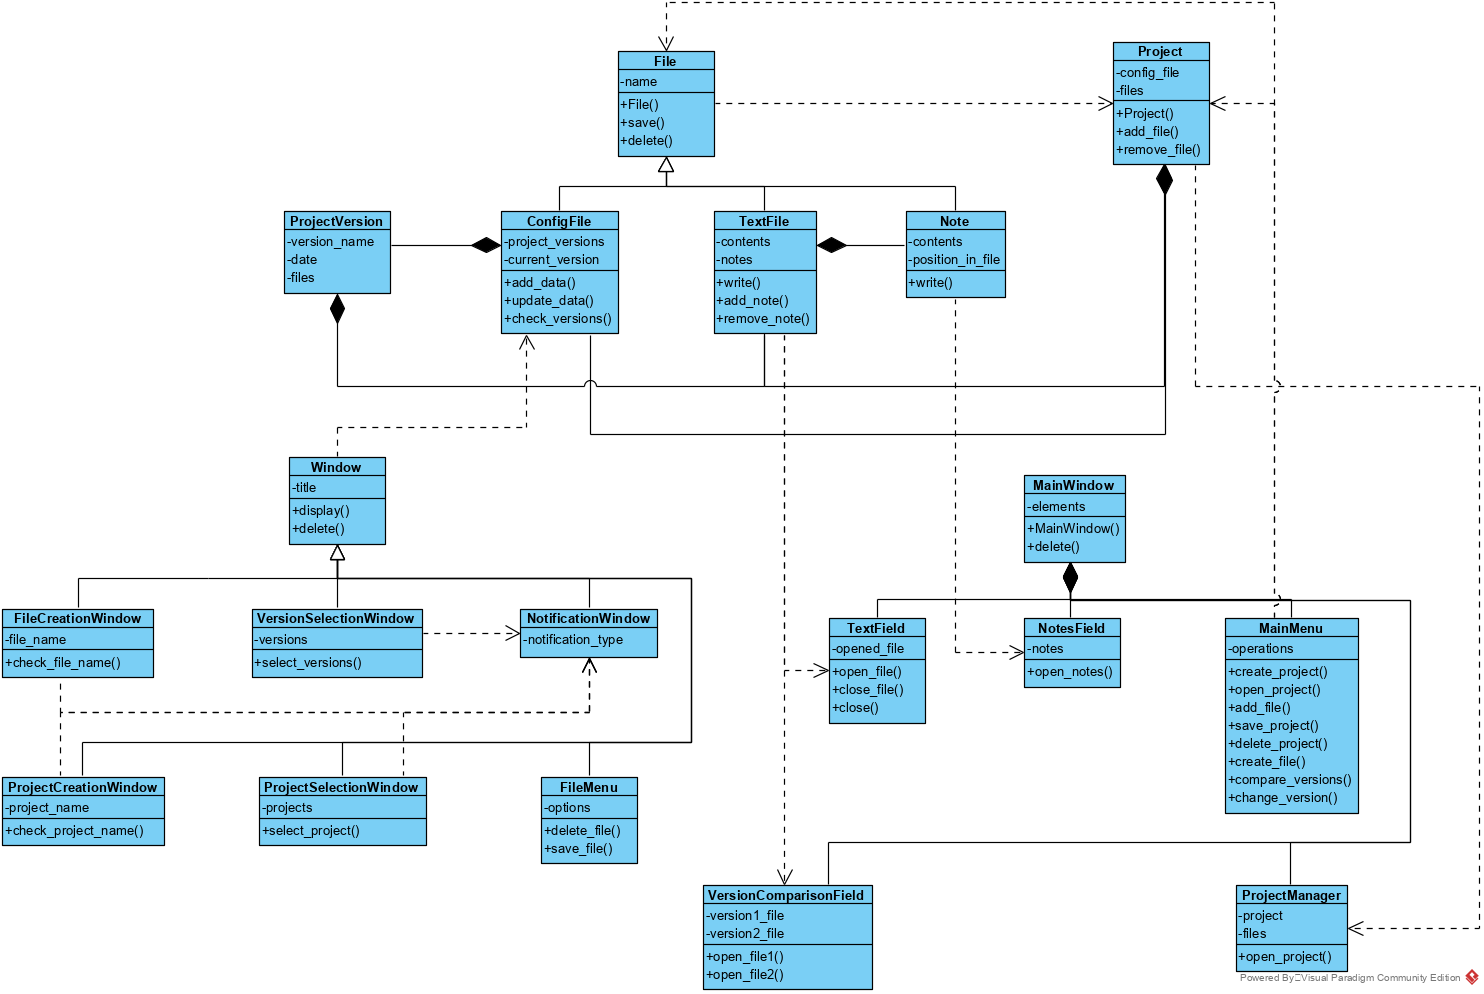 File
-name
+File()
+save()
+delete()
Project
-config_file
-files
+Project()
+add_file()
+remove_file()
ProjectVersion
-version_name
-date
-files
ConfigFile
-project_versions
-current_version
+add_data()
+update_data()
+check_versions()
TextFile
-contents
-notes
+write()
+add_note()
+remove_note()
Note
-contents
-position_in_file
+write()
Window
-title
+display()
+delete()
MainWindow
-elements
+MainWindow()
+delete()
FileCreationWindow
-file_name
+check_file_name()
VersionSelectionWindow
-versions
+select_versions()
NotificationWindow
-notification_type
TextField
-opened_file
+open_file()
+close_file()
+close()
NotesField
-notes
+open_notes()
MainMenu
-operations
+create_project()
+open_project()
+add_file()
+save_project()
+delete_project()
+create_file()
+compare_versions()
+change_version()
ProjectCreationWindow
-project_name
+check_project_name()
ProjectSelectionWindow
-projects
+select_project()
FileMenu
-options
+delete_file()
+save_file()
VersionComparisonField
-version1_file
-version2_file
+open_file1()
+open_file2()
ProjectManager
-project
-files
+open_project()
Powered By Visual Paradigm Community Edition